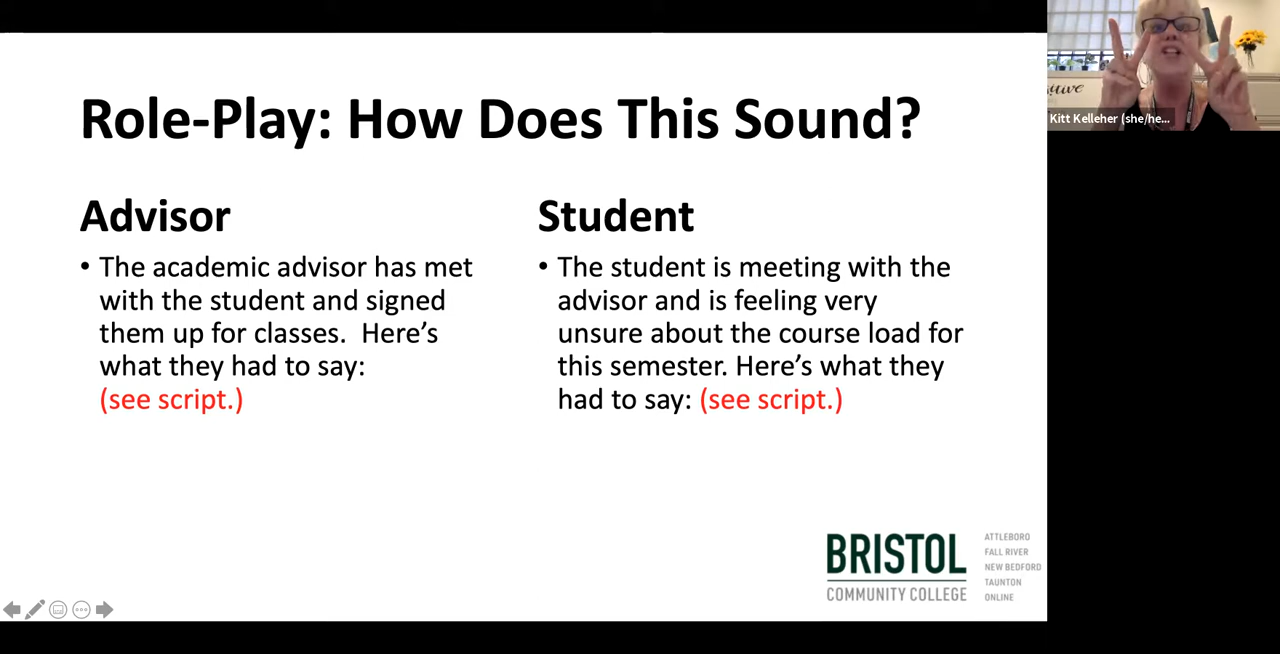 Role-Play: How Does This Sound?
Advisor
• The academic advisor has met
with the student and signed
them up for classes.  Here’s
what they had to say:
(see script.)
Student
• The student is meeting with the
advisor and is feeling very
unsure about the course load for
this semester. Here’s what they
had to say: (see script.)
BRISTOL
COMMUNITY COLLEGE
ATTLEBORO
FALL RIVER
NEW BEDFORD
TAUNTON
ONLINE
Kitt Kelleher (she/he...